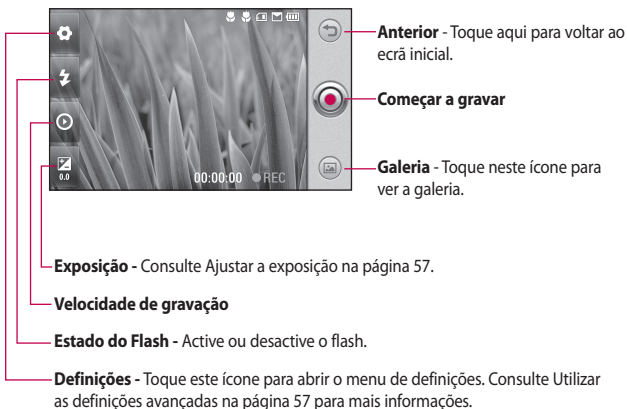 Anterior - Toque aqui para voltar ao
ecrã inicial.
Começar a gravar
Galeria - Toque neste ícone para
ver a galeria.
0.0
00:00:00 REC
Exposição - Consulte Ajustar a exposição na página 57.
Velocidade de gravação
Estado do Flash - Active ou desactive o flash.
Definições - Toque este ícone para abrir o menu de definições. Consulte Utilizar
as definições avançadas na página 57 para mais informações.